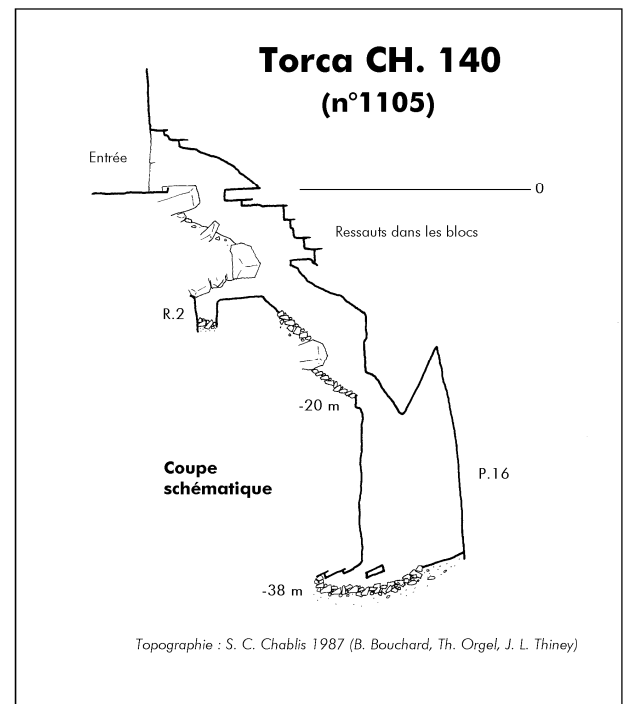 Torca CH. 140
(n°1105)
Entrée
0
Ressauts dans les blocs
R.2
-20 m
Coupe
schématique
P.16
-38 m
Topographie : S. C. Chablis 1987 (B. Bouchard, Th. Orgel, J. L. Thiney)